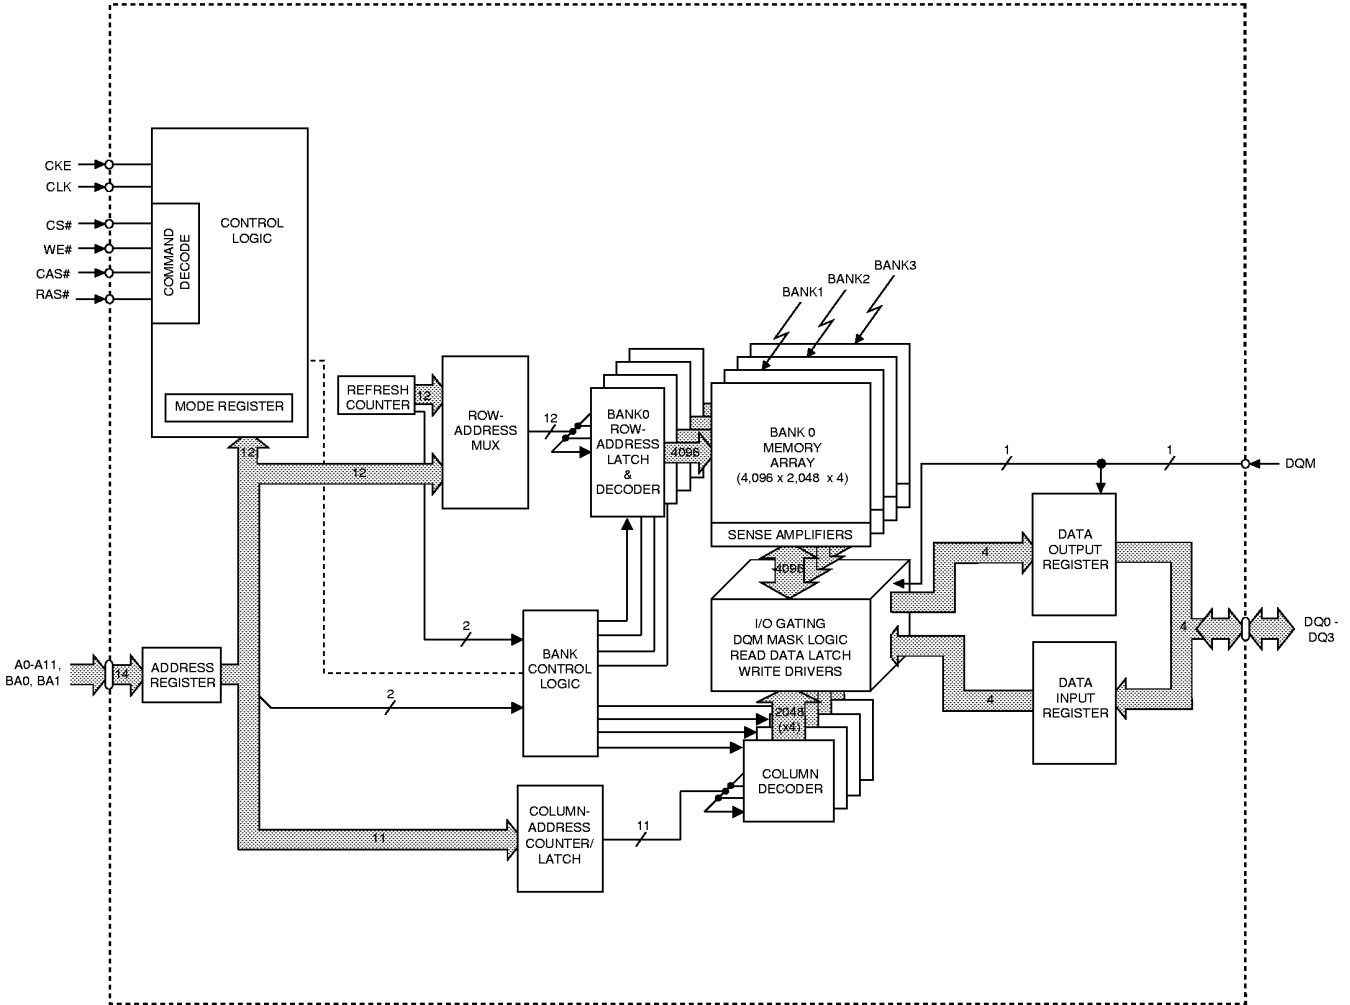 CKE
CLK
CS#
WE#
CAS#
RAS#
COMMAND
DECODE
CONTROL
LOGIC
MODE REGISTER
12
REFRESH
COUNTER
12
12
ROW-
ADDRESS
MUX
12
BANK0
ROW-
ADDRESS
LATCH
&
DECODER
4096
BANK1
BANK2
BANK3
BANK 0
MEMORY
ARRAY
(4,096 x 2,048 x 4)
SENSE AMPLIFIERS
4096
I/O GATING
DQM MASK LOGIC
READ DATA LATCH
WRITE DRIVERS
1
1
DQM
4
DATA
OUTPUT
REGISTER
4
DQ0 -
DQ3
4
DATA
INPUT
REGISTER
A0-A11,
BA0, BA1
14
ADDRESS
REGISTER
2
2
BANK
CONTROL
LOGIC
2048
(x4)
COLUMN
DECODER
11
COLUMN-
ADDRESS
COUNTER/
LATCH
11